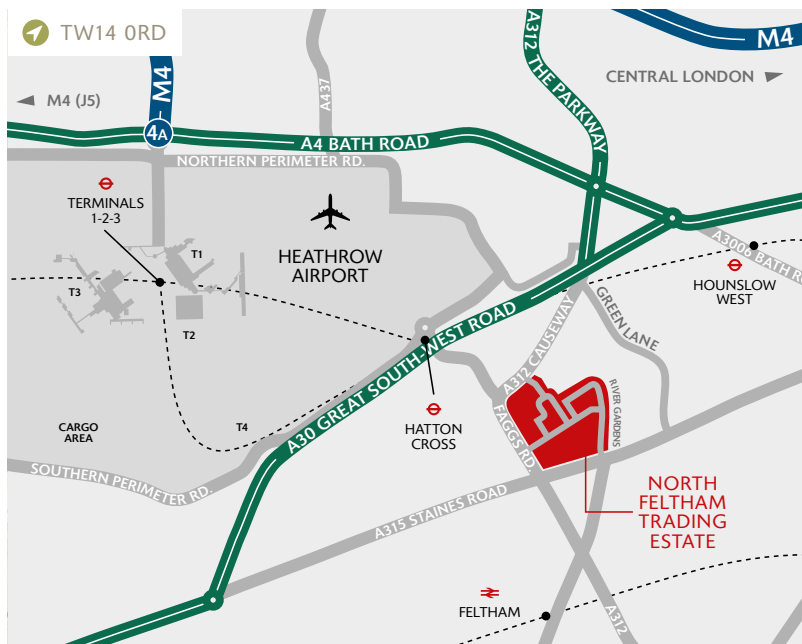 TW14 0RD
M4
M4
A312 THE PARKWAY
CENTRAL LONDON
M4 (J5)
4A
A437
A4 BATH ROAD
NORTHERN PERIMETER RD.
TERMINALS
1-2-3
T1
HEATHROW
AIRPORT
A3006 BATH RO
T3
T2
HOUNSLOW
WEST
GREEN LANE
A30 GREAT SOUTH-WEST ROAD
A312 CAUSEWAY
RIVER GARDENS
HATTON
CROSS
FAGGS RD.
T4
CARGO
AREA
SOUTHERN PERIMETER RD.
A315 STAINES ROAD
NORTH
FELTHAM
TRADING
ESTATE
FELTHAM
A312